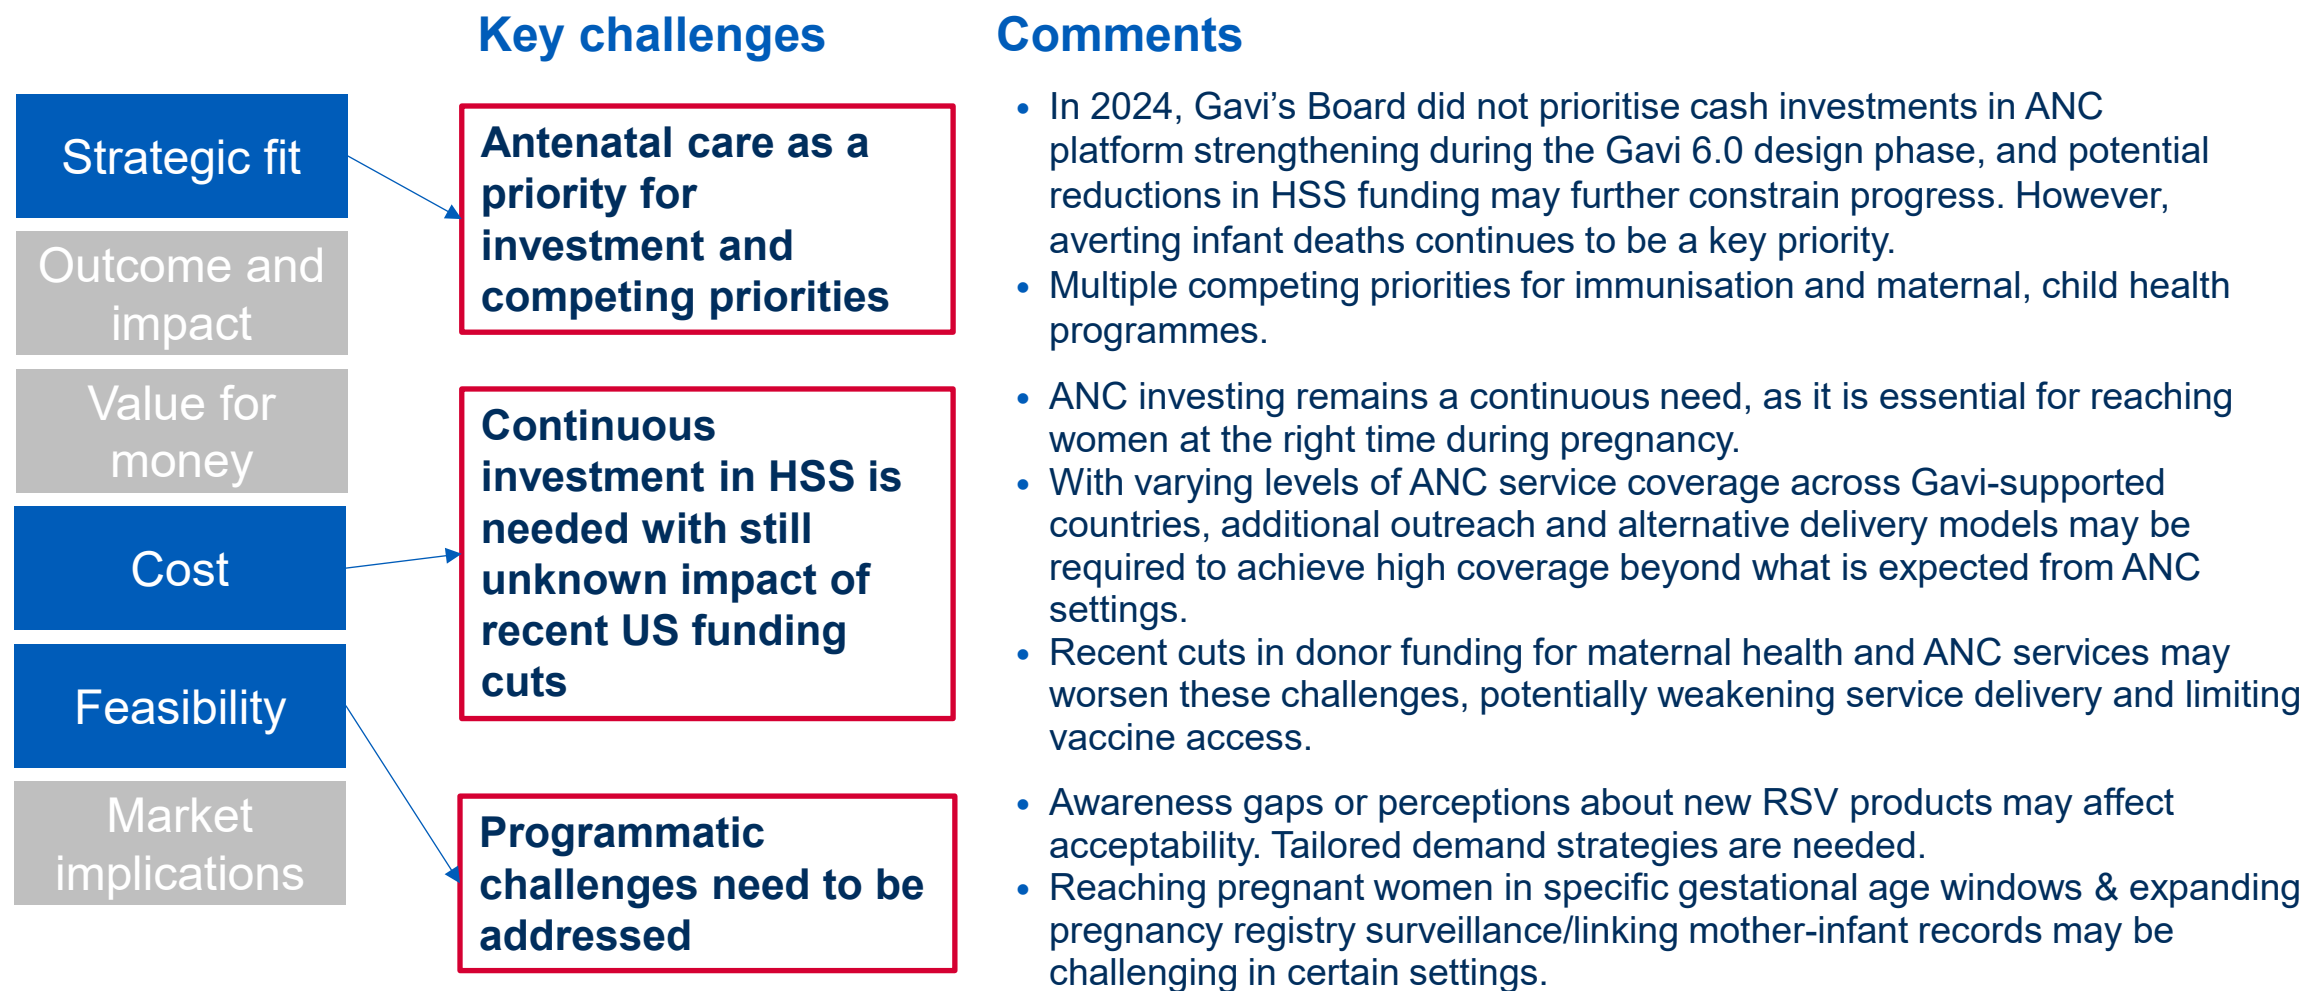 Key challenges
Comments
Strategic fit
Outcome and
impact
Value for
money
Cost
Feasibility
Market
implications
Antenatal care as a
priority for
investment and
competing priorities
Continuous
investment in HSS is
needed with still
unknown impact of
recent US funding
cuts
Programmatic
challenges need to be
addressed
• In 2024, Gavi’s Board did not prioritise cash investments in ANC
platform strengthening during the Gavi 6.0 design phase, and potential
reductions in HSS funding may further constrain progress. However,
averting infant deaths continues to be a key priority.
• Multiple competing priorities for immunisation and maternal, child health
programmes.
• ANC investing remains a continuous need, as it is essential for reaching
women at the right time during pregnancy.
• With varying levels of ANC service coverage across Gavi-supported
countries, additional outreach and alternative delivery models may be
required to achieve high coverage beyond what is expected from ANC
settings.
• Recent cuts in donor funding for maternal health and ANC services may
worsen these challenges, potentially weakening service delivery and limiting
vaccine access.
• Awareness gaps or perceptions about new RSV products may affect
acceptability. Tailored demand strategies are needed.
• Reaching pregnant women in specific gestational age windows & expanding
pregnancy registry surveillance/linking mother-infant records may be
challenging in certain settings.